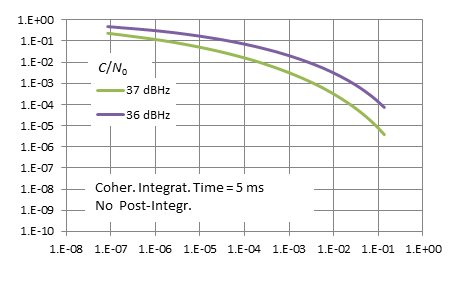 1.E+00
1.E-01
1.E-02
C/N0
1.E-03
37 dBHz
1.E-04
36 dBHz
1.E-05
1.E-06
1.E-07
1.E-08
Coher. Integrat. Time = 5 ms
No Post-Integr.
1.E-09
1.E-10
1.E-08 1.E-07 1.E-06 1.E-05 1.E-04 1.E-03 1.E-02 1.E-01 1.E+00